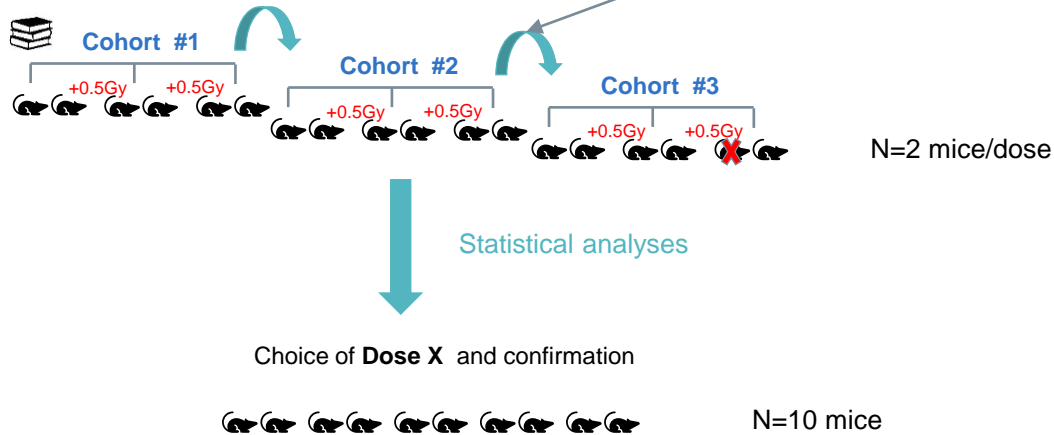 Cohort #1
+0.5Gy +0.5Gy
Cohort #2
+0.5Gy +0.5Gy
Cohort #3
+0.5Gy +0.5Gy
N=2 mice/dose
Statistical analyses
Choice of Dose X and confirmation
N=10 mice